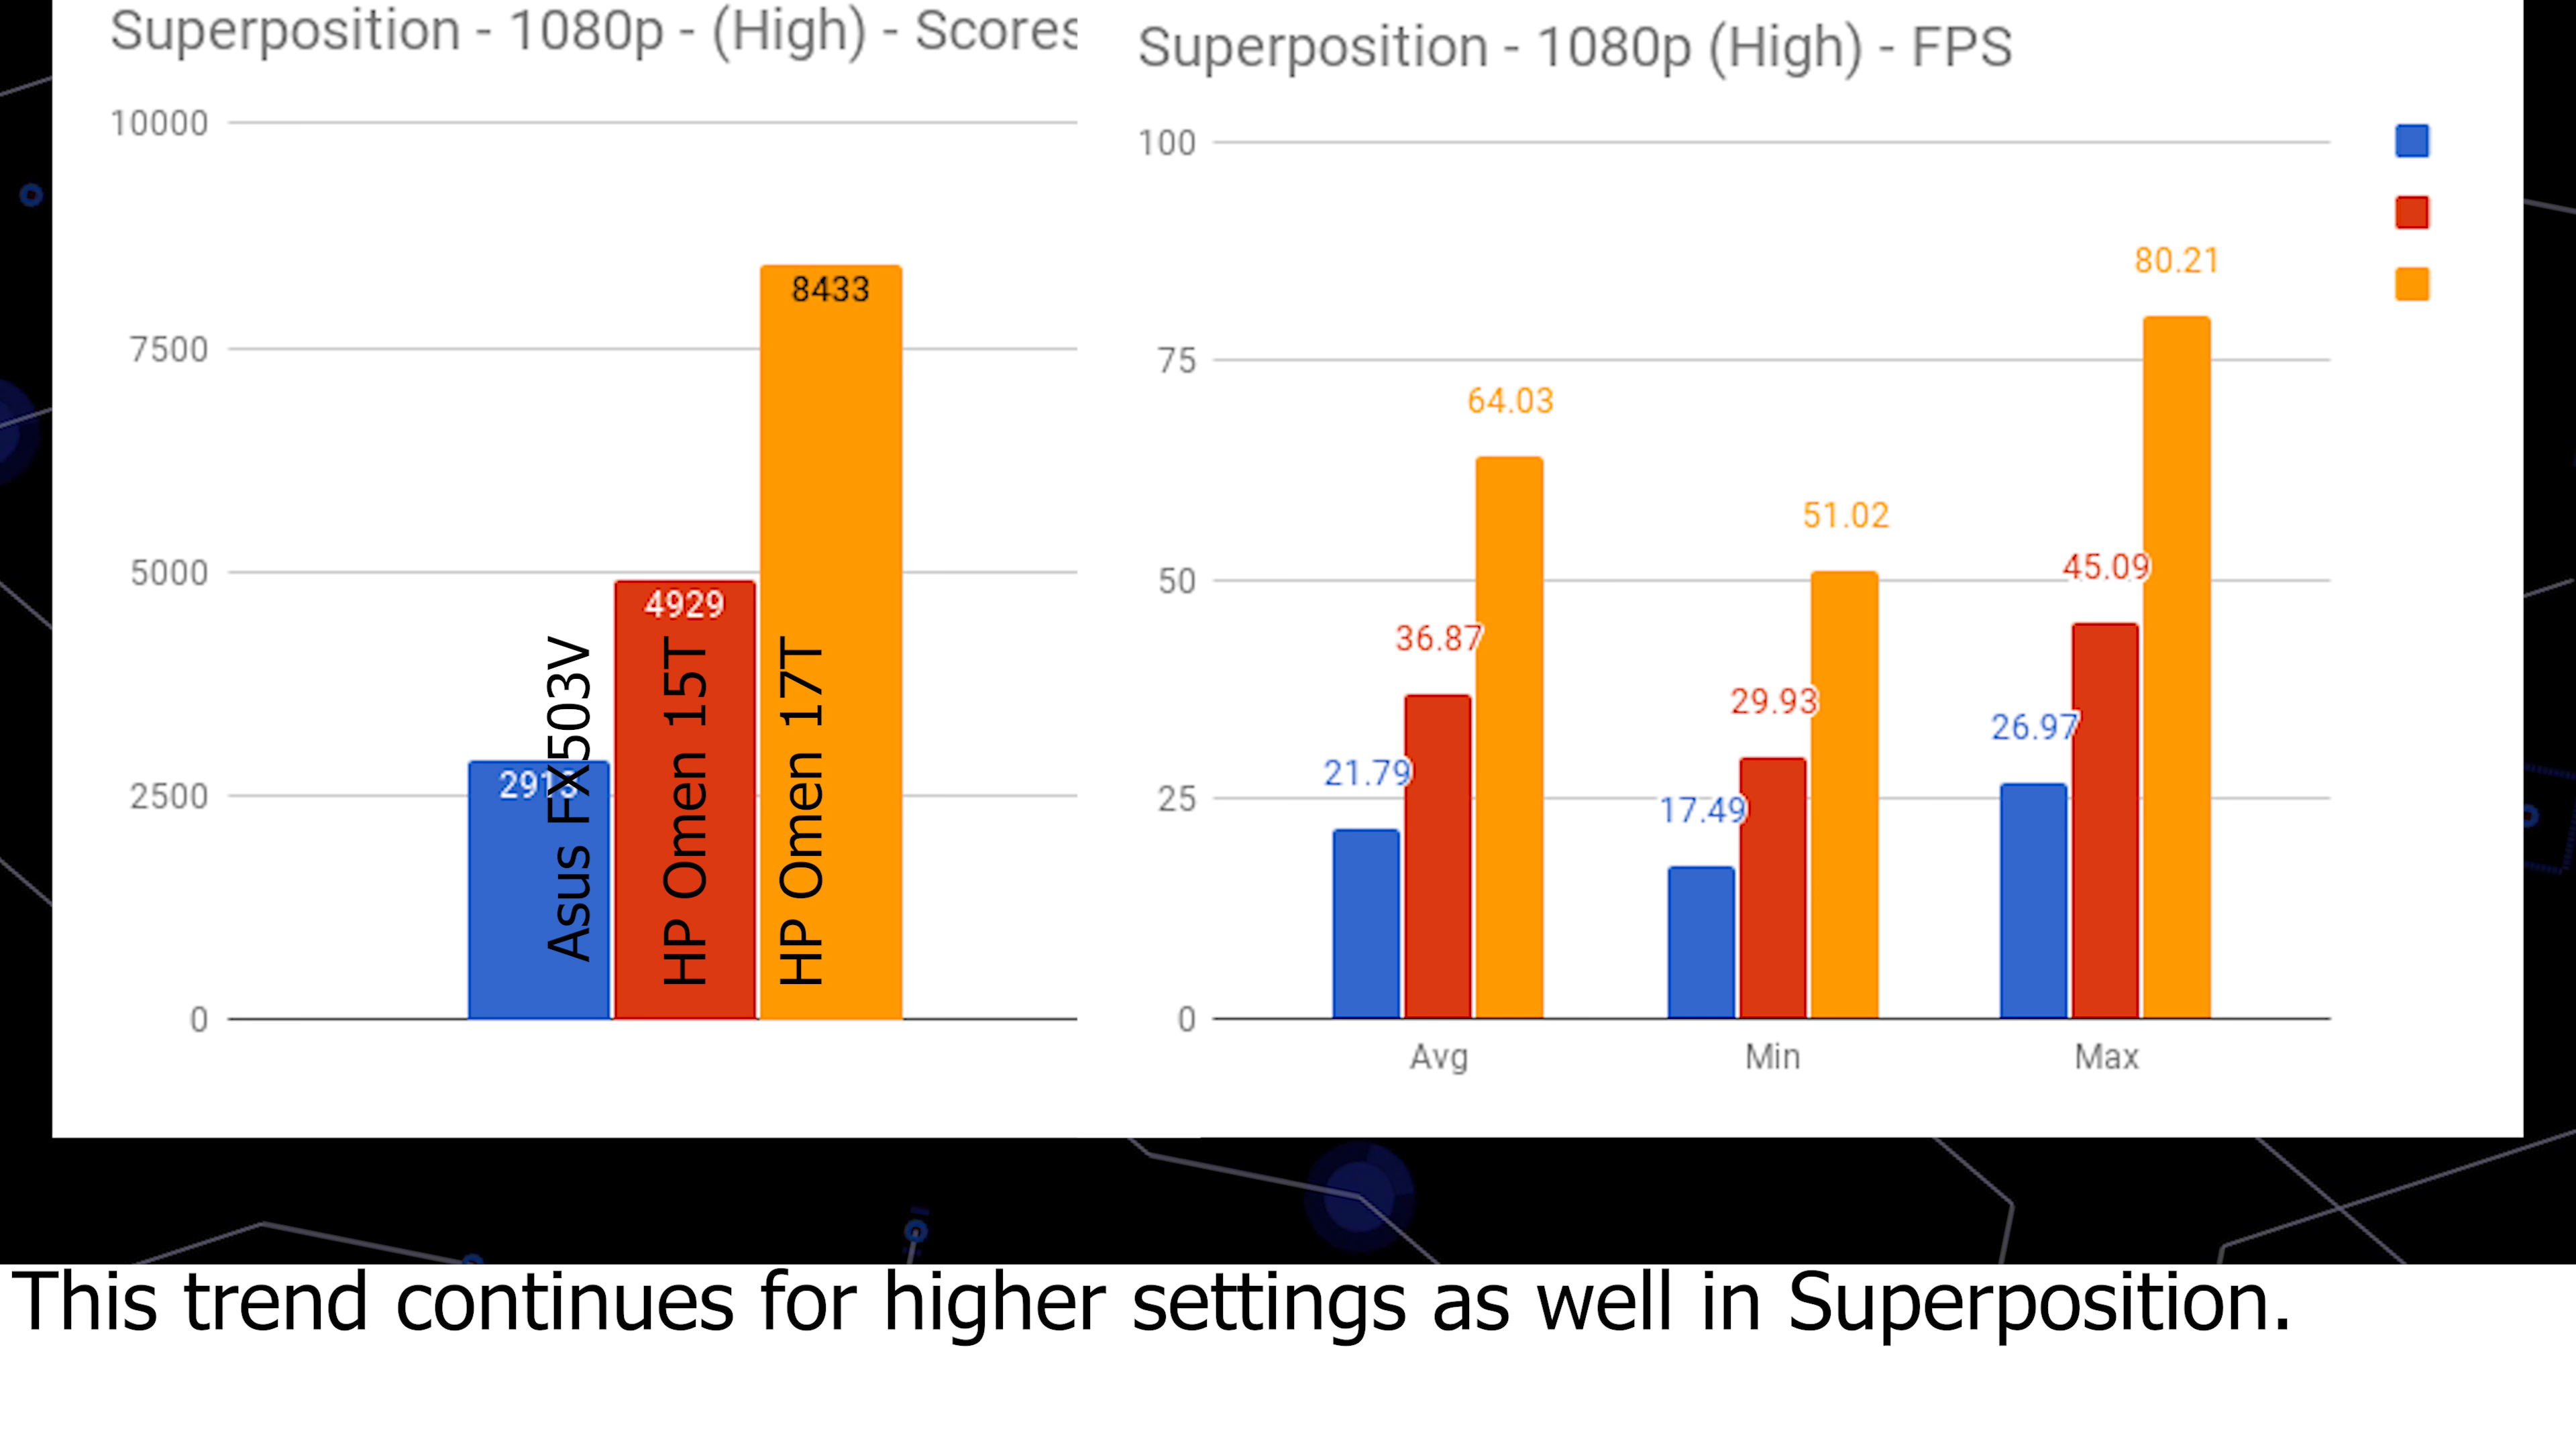 Superposition - 1080p - (High) - Scores
10000
7500
5000
2500
0
8433
4929
2913
Asus FX503V
HP Omen 15T
HP Omen 17T
Superposition - 1080p (High) - FPS
100
75
50
25
0
21.79
36.87
64.03
17.49
29.93
51.02
26.97
45.09
80.21
Avg
Min
Max
This trend continues for higher settings as well in Superposition.